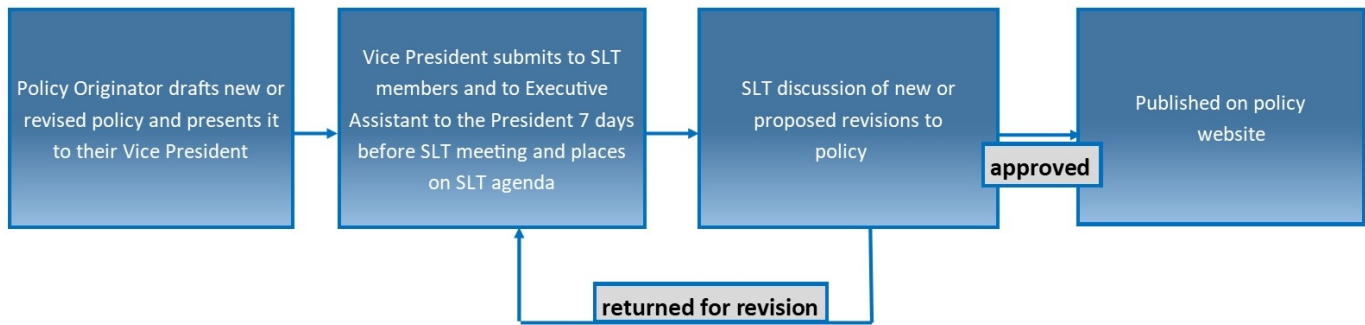 Policy Originator drafts new or
revised policy and presents it
to their Vice President
Vice President submits to SLT
members and to Executive
Assistant to the President 7 days
before SLT meeting and places
on SLT agenda
SLT discussion of new or
proposed revisions to
policy
approved
Published on policy
website
returned for revision